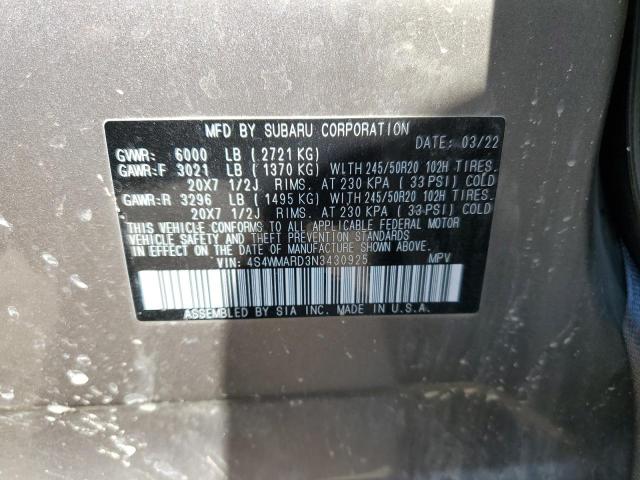 MFD BY SUBARU CORPORATION
DATE: 03/22
GVWR: 6000 LB ( 2721 KG)
GAWR:F 3021 LB ( 1370 KG) WITH 245/50R20 102H TIRES.
20X7 1/2J RIMS. AT 230 KPA ( 33 PSI) COLD
GAWR:R 3296 LB ( 1495 KG) WITH 245/50R20 102H TIRES.
20X7 1/2J RIMS. AT 230 KPA ( 33 PSI) COLD
THIS VEHICLE CONFORMS TO ALL APPLICABLE FEDERAL MOTOR
VEHICLE SAFETY AND THEFT PREVENTION STANDARDS
IN EFFECT ON THE DATE OF MANUFACTURE SHOWN ABOVE.
VIN: 4S4WMARD3N3430925 MPV
ASSEMBLED BY SIA INC. MADE IN U.S.A.